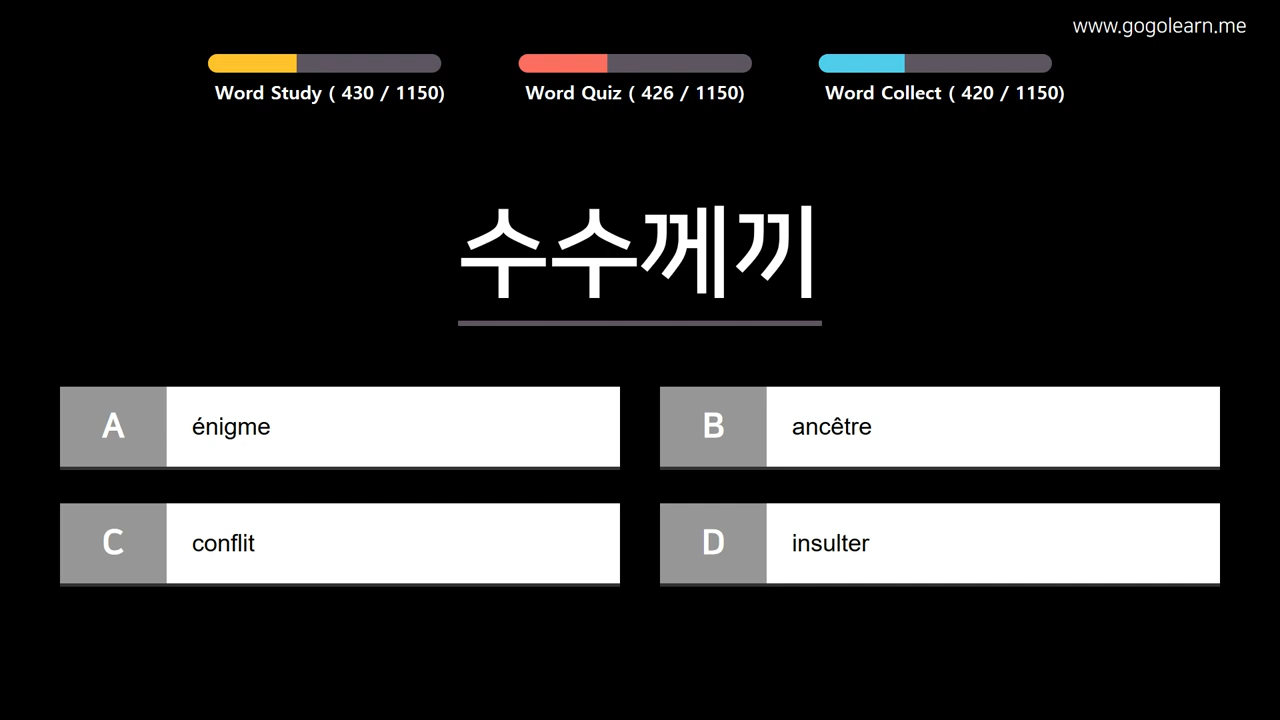 www.gogolearn.me
Word Study ( 430 / 1150)
Word Quiz ( 426 / 1150)
Word Collect ( 420 / 1150)
수수께끼
A énigme
B ancêtre
C conflit
D insulter